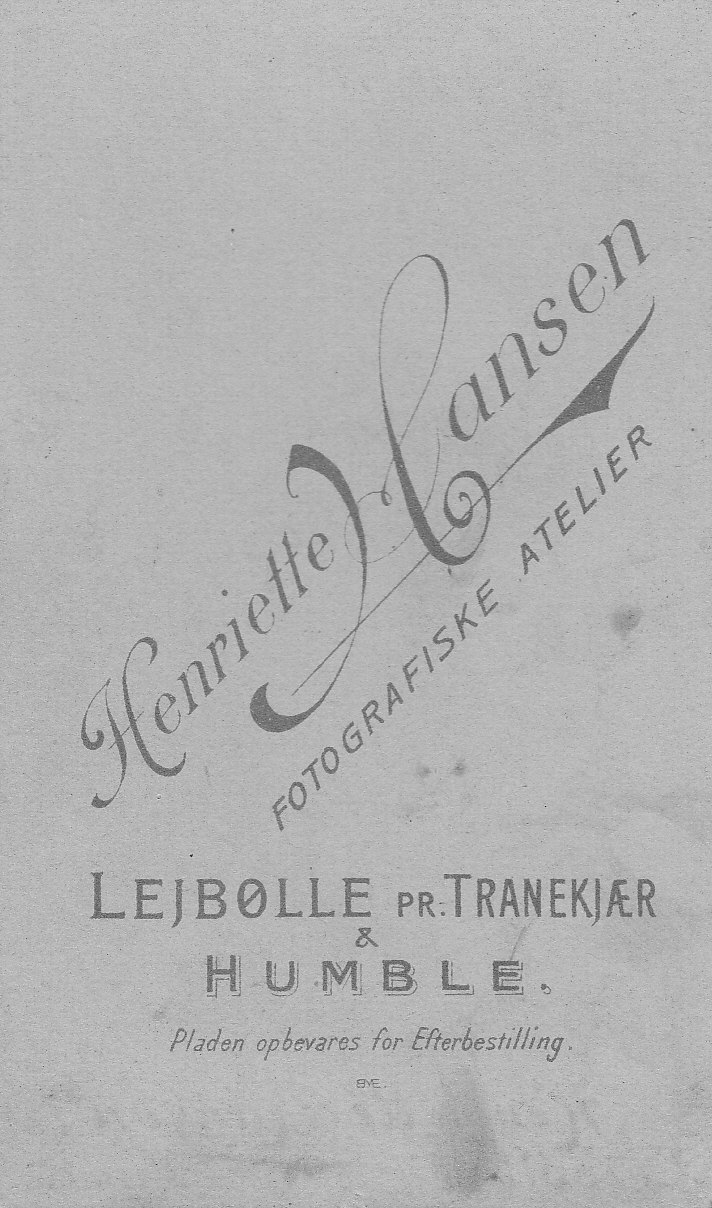 Henriette Hansen
FOTOGRAFISKE ATELIER
LEJBØLLE PR. TRANEKJÆR
&
HUMBLE.
Pladen opbevares for Efterbestilling.